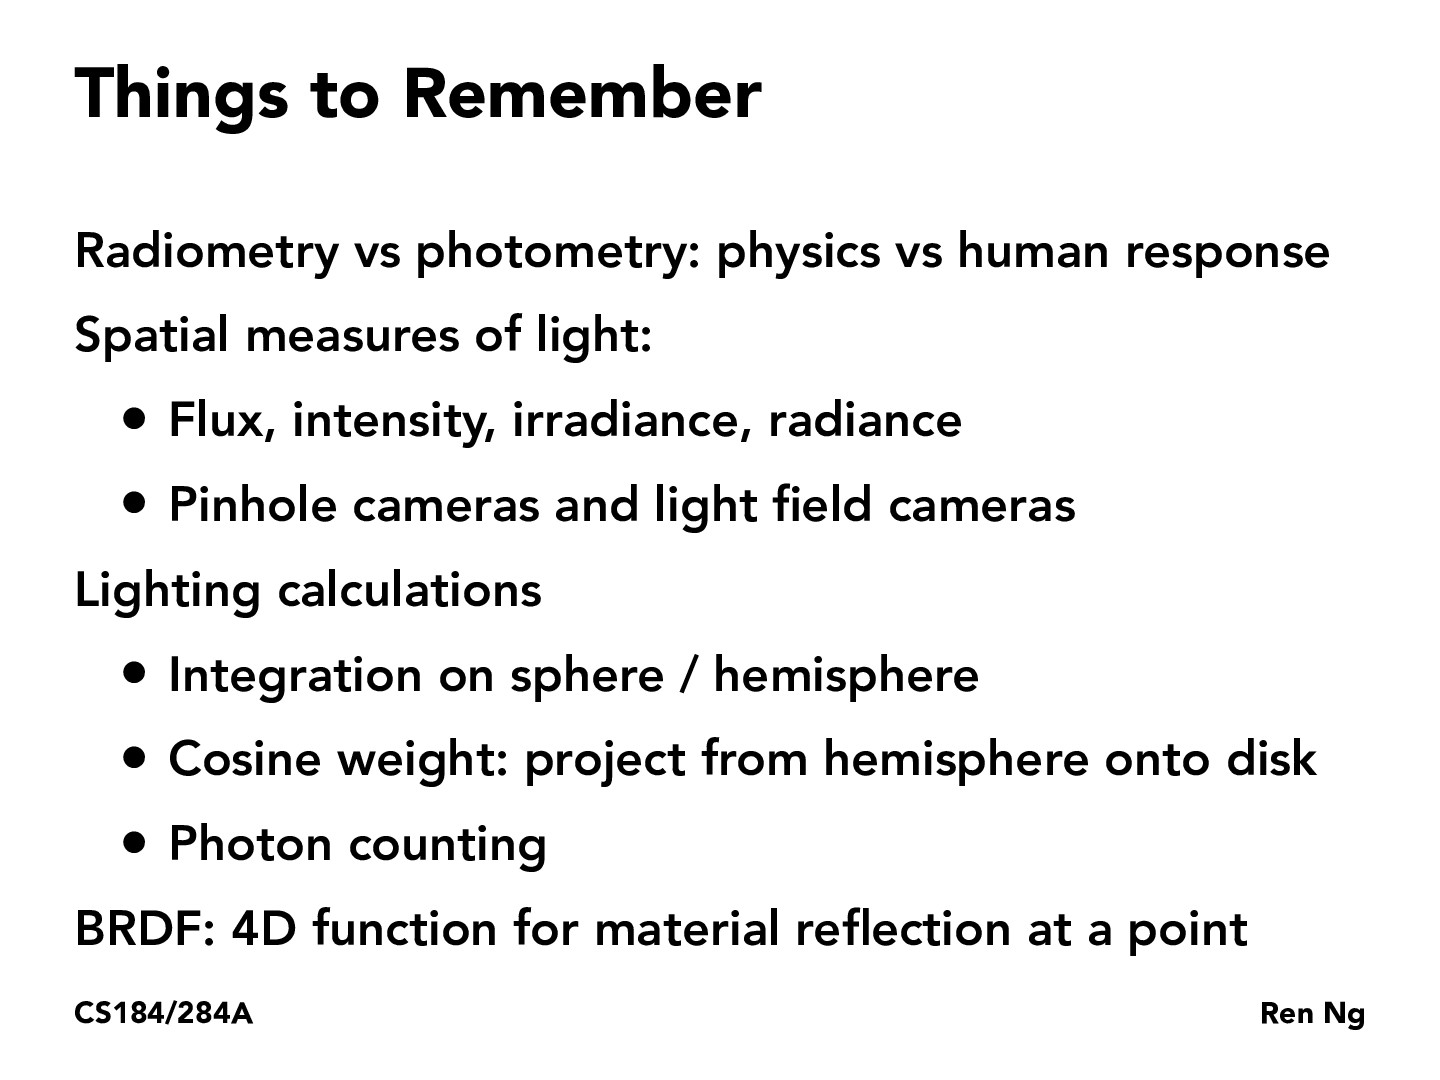 Things to Remember
Radiometry vs photometry: physics vs human response
Spatial measures of light:
• Flux, intensity, irradiance, radiance
• Pinhole cameras and light field cameras
Lighting calculations
• Integration on sphere / hemisphere
• Cosine weight: project from hemisphere onto disk
• Photon counting
BRDF: 4D function for material reflection at a point
CS184/284A
Ren Ng